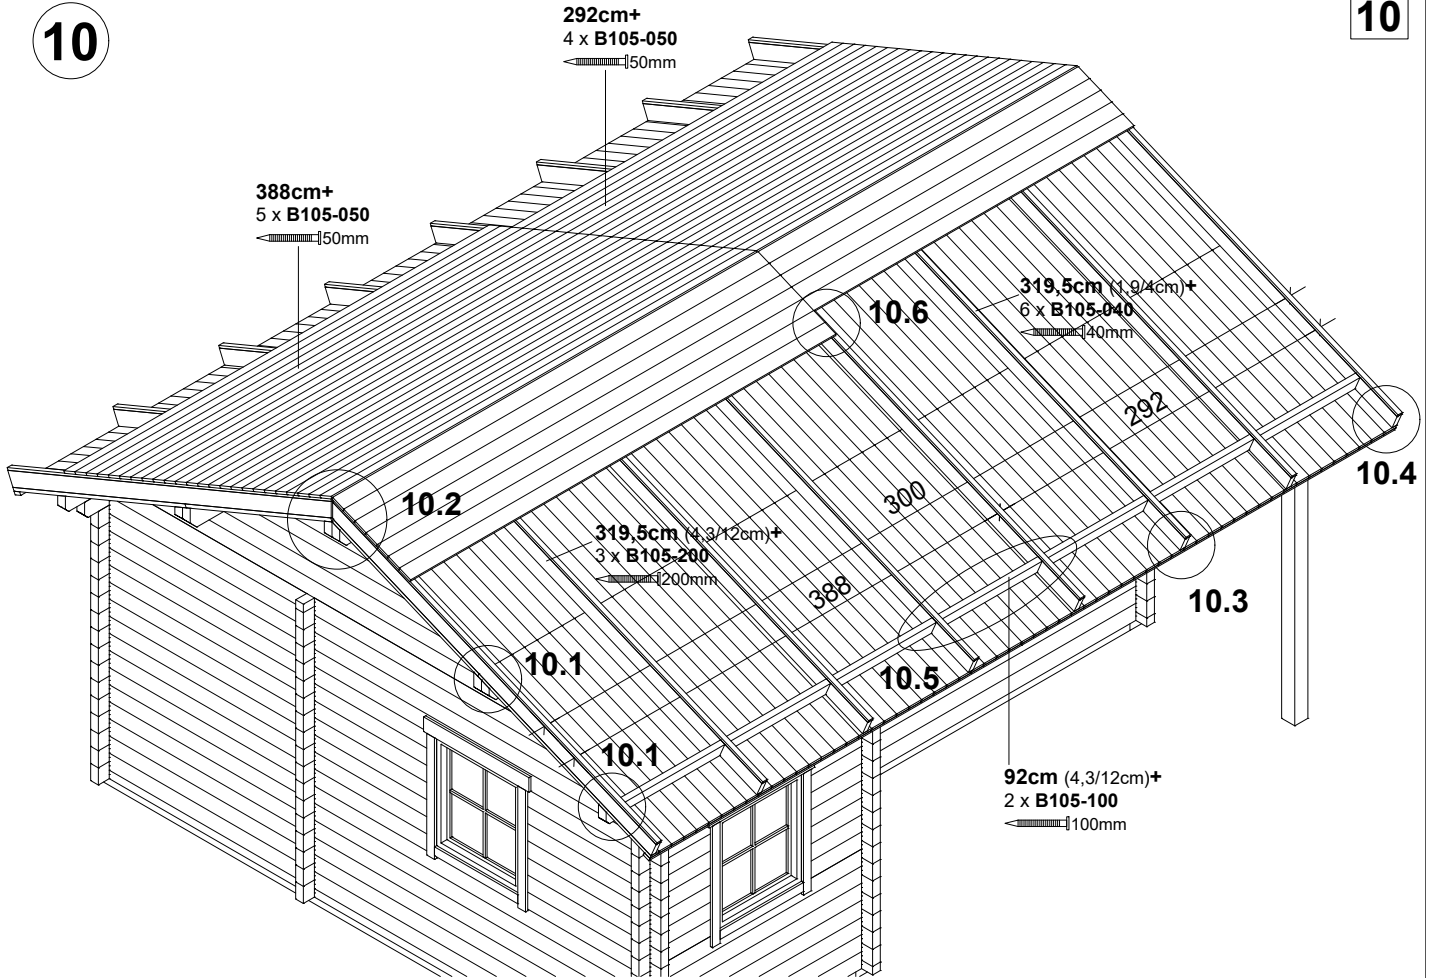 10
10
292cm+
4 x B105-050
50mm
388cm+
5 x B105-050
50mm
10.6
319,5cm (1,9/4cm)+
6 x B105-040
40mm
292
10.4
10.2
300
319,5cm (4,3/12cm)+
3 x B105-200
200mm
388
10.3
10.1
10.5
10.1
92cm (4,3/12cm)+
2 x B105-100
100mm